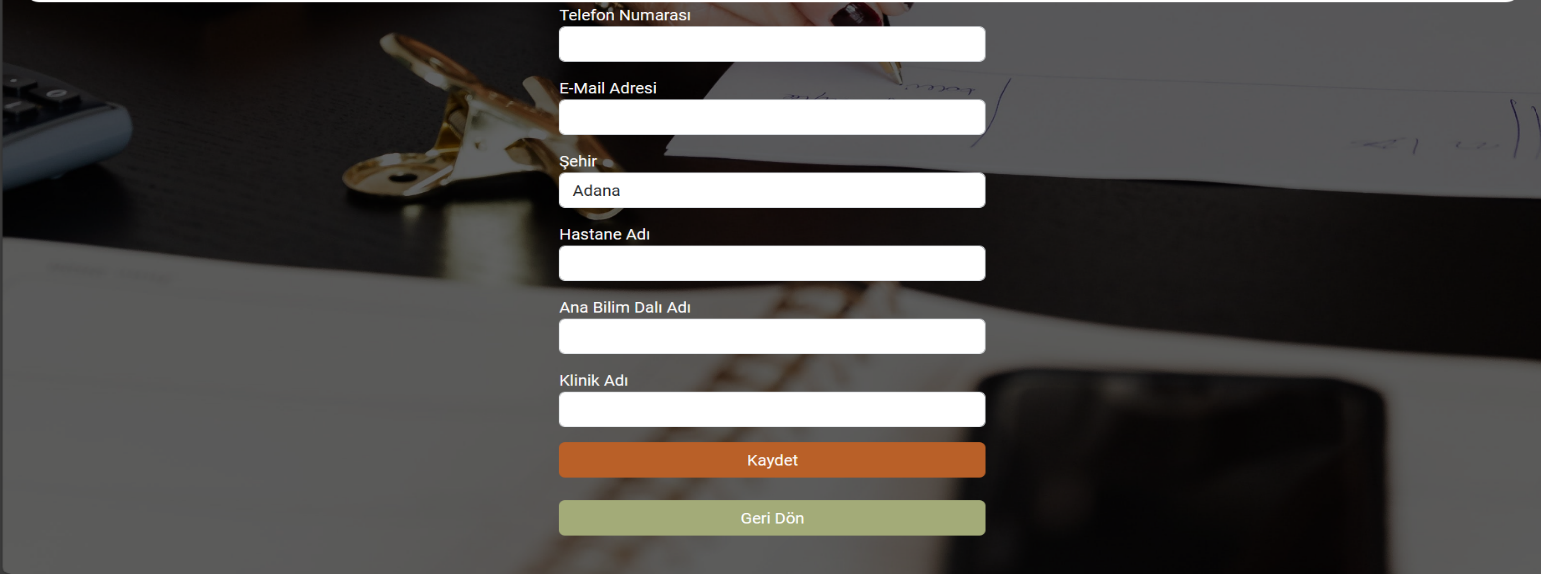 Telefon Numarası
E-Mail Adresi
Şehir
Adana
Hastane Adı
Ana Bilim Dalı Adı
Klinik Adı
Kaydet
Geri Dön